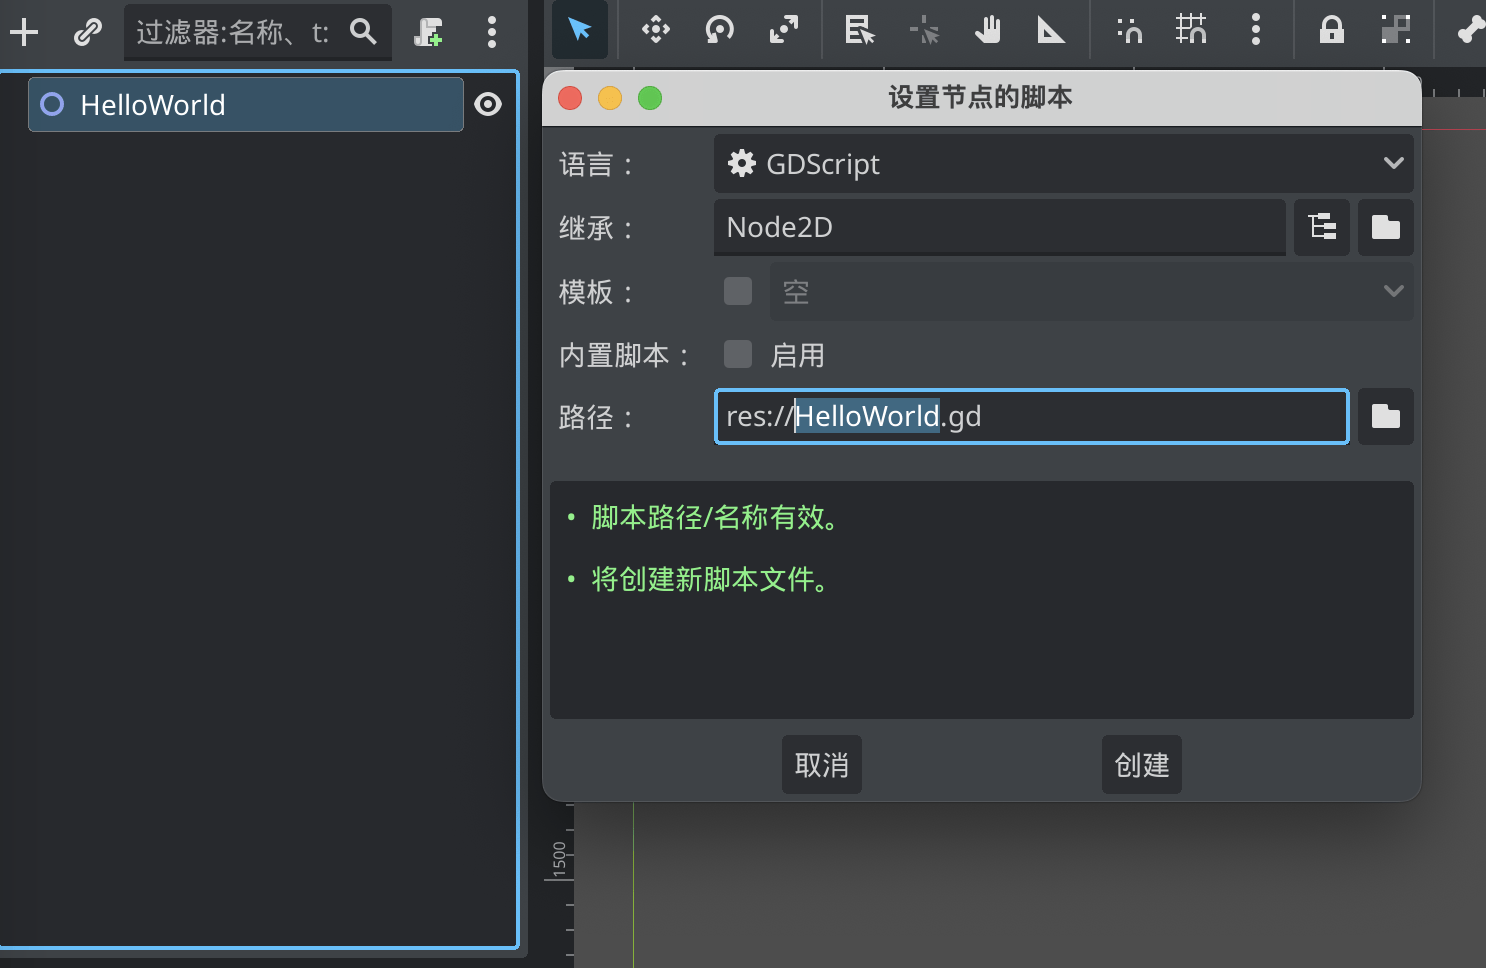 过滤器:名称、t:
HelloWorld
设置节点的脚本
语言：
GDScript
继承：
Node2D
模板：
空
内置脚本：
启用
路径：
res://HelloWorld.gd
• 脚本路径/名称有效。
• 将创建新脚本文件。
取消
创建
1500